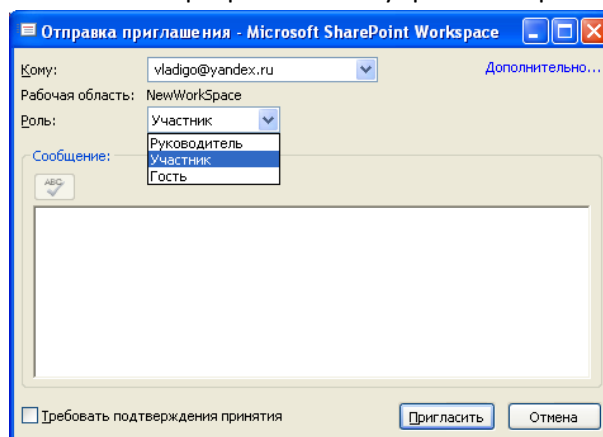 Отправка приглашения - Microsoft SharePoint Workspace
Кому: vladigo@yandex.ru Дополнительно...
Рабочая область: NewWorkSpace
Роль: Участник
Руководитель
Участник
Гость
Сообщение:
ABC
Требовать подтверждения принятия Пригласить Отмена